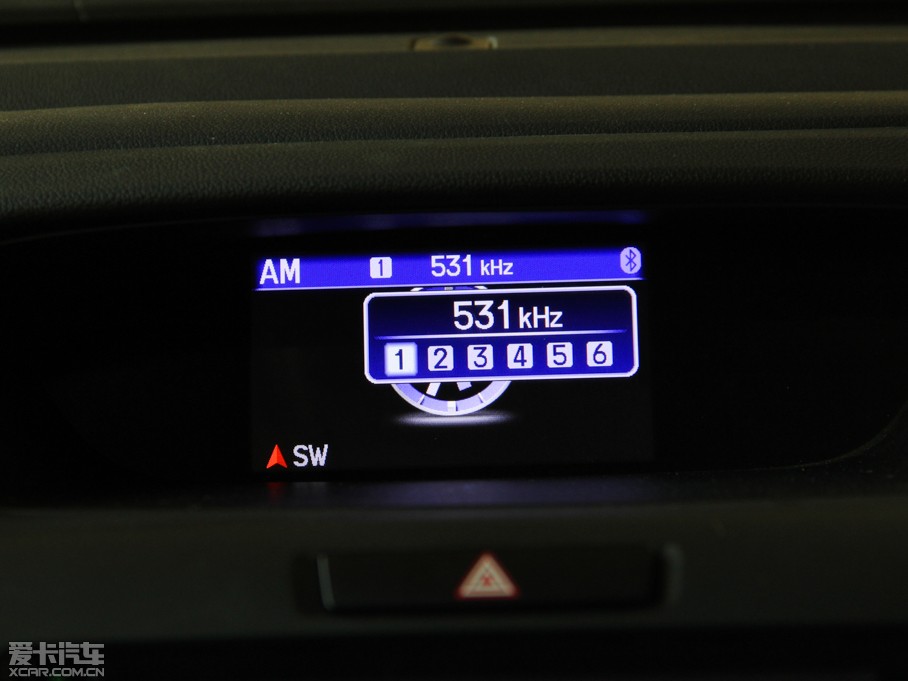 AM 1 531 kHz
531 kHz
1 2 3 4 5 6
SW
爱卡汽车
XCAR.COM.CN